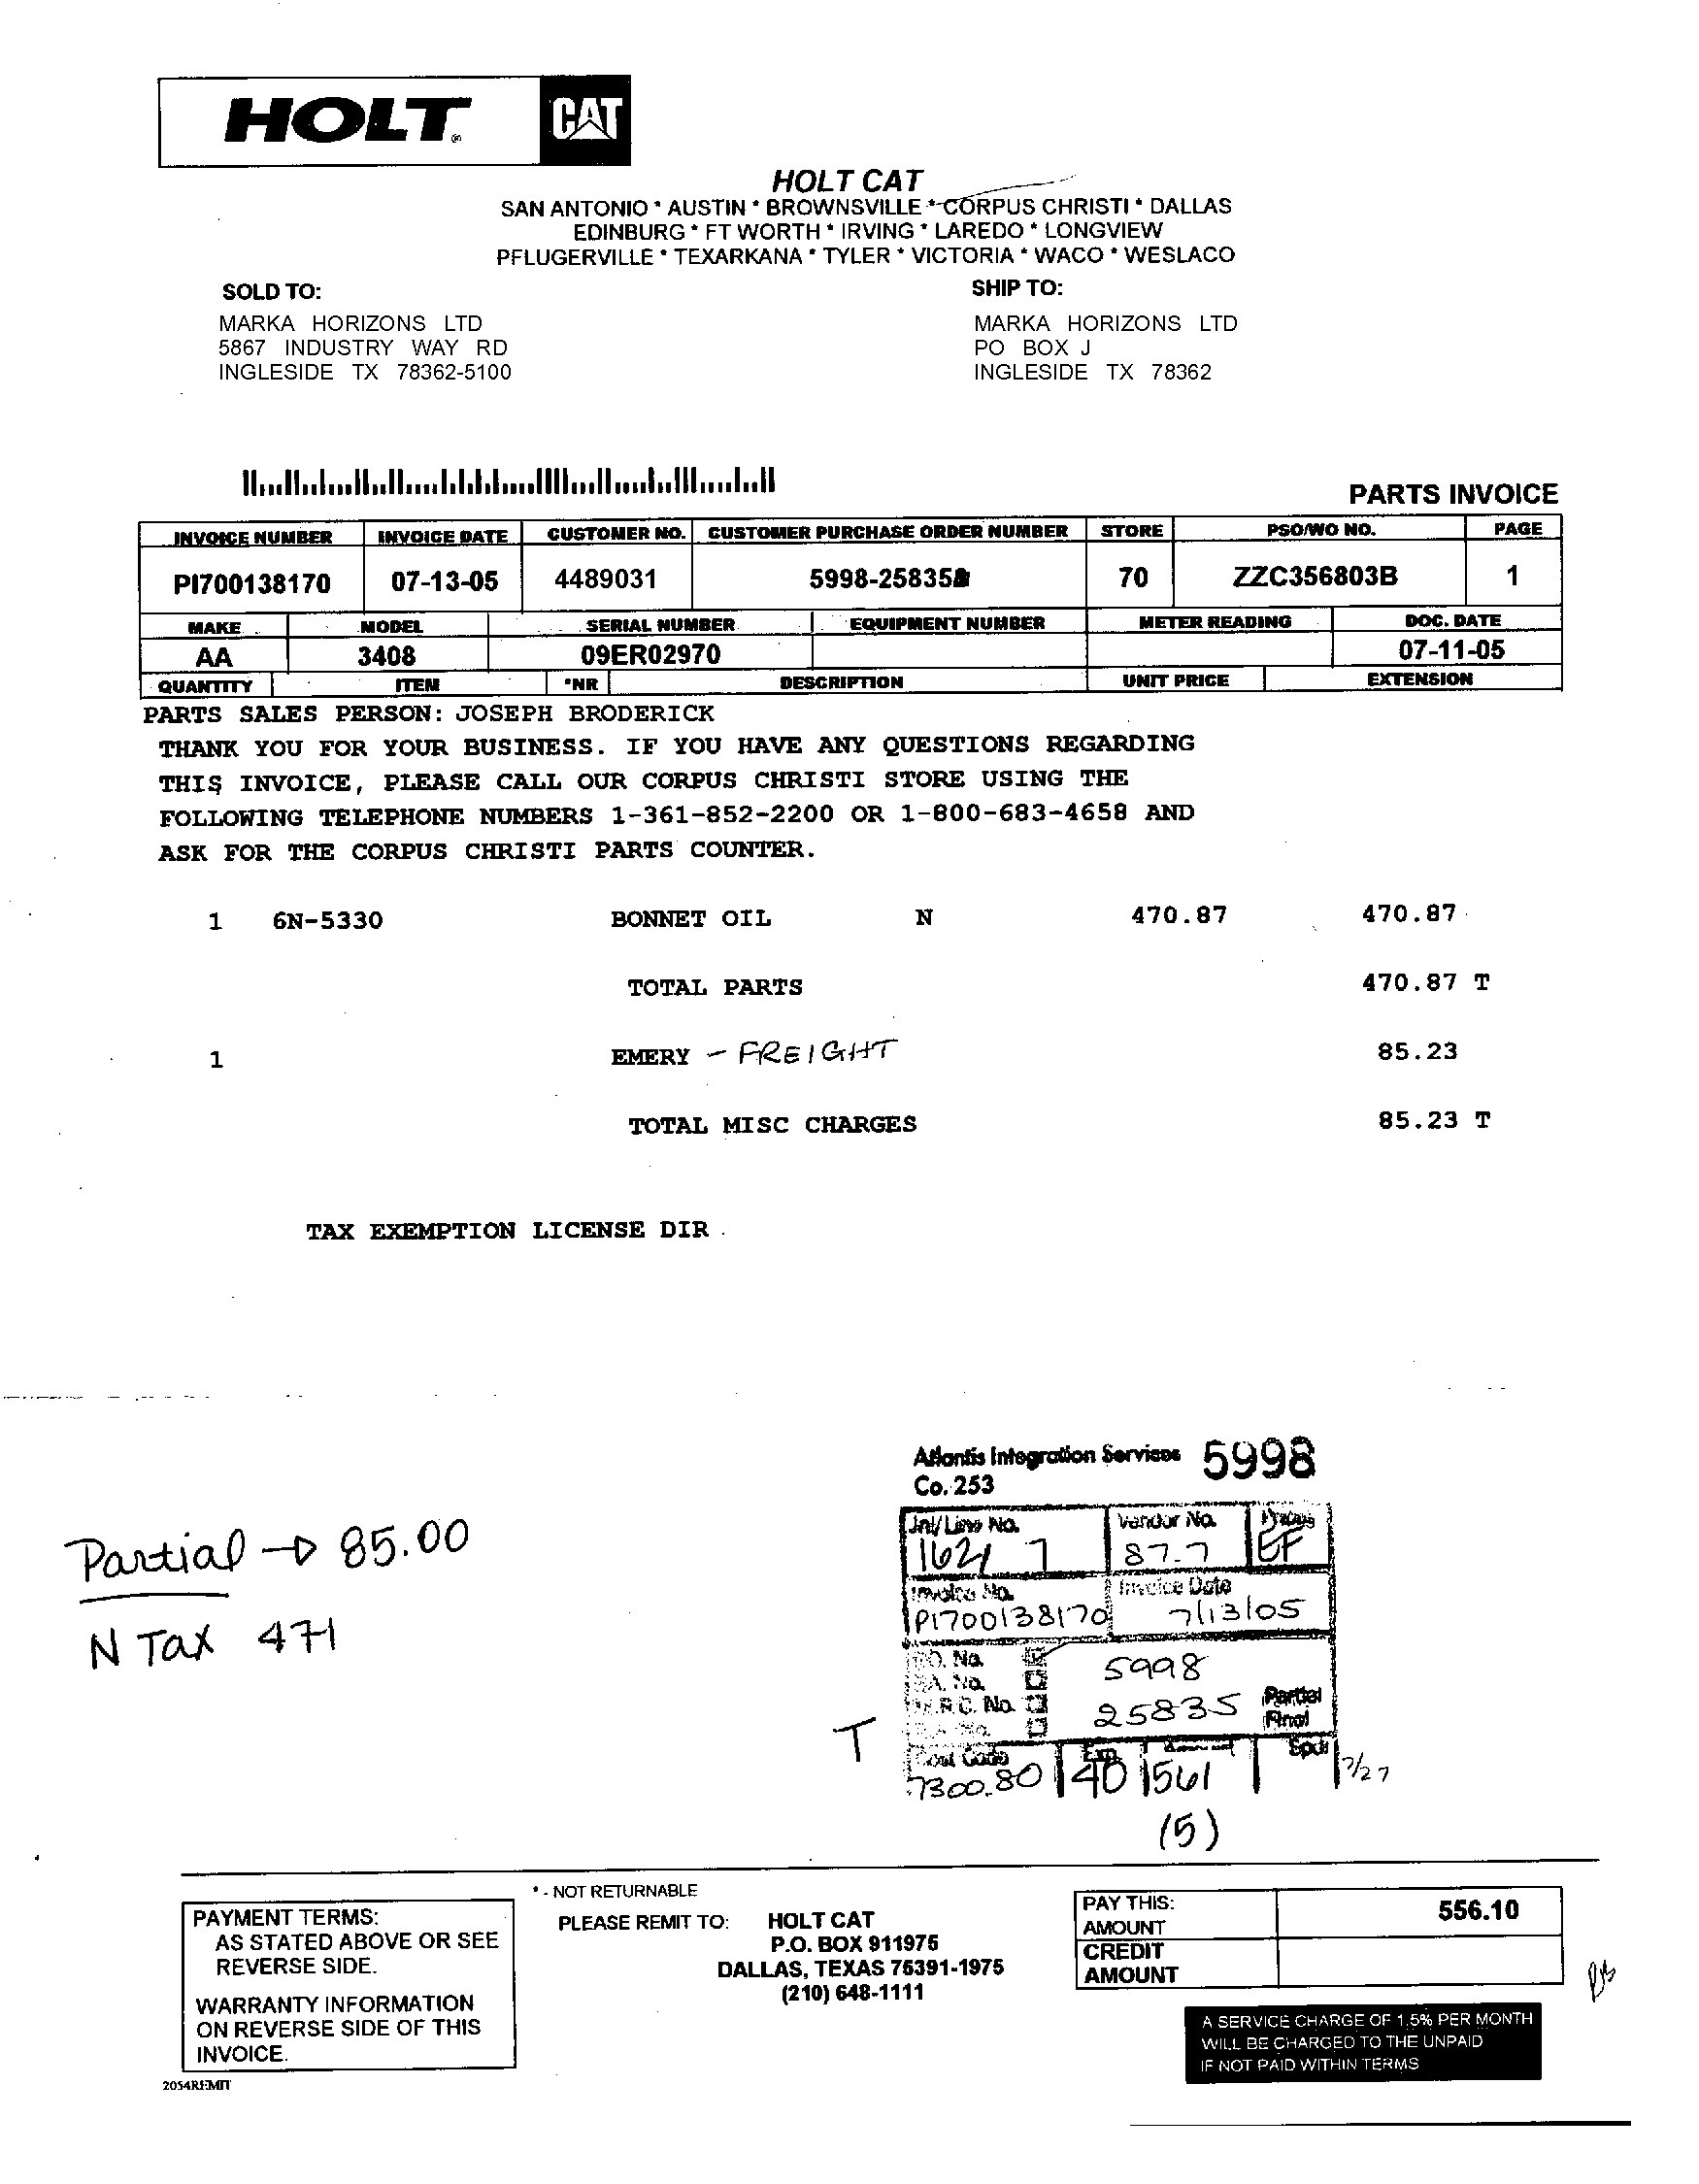 HOLT CAT
HOLT CAT
SAN ANTONIO * AUSTIN * BROWNSVILLE * CORPUS CHRISTI * DALLAS
EDINBURG * FT WORTH * IRVING * LAREDO * LONGVIEW
PFLUGERVILLE * TEXARKANA * TYLER * VICTORIA * WACO * WESLACO
SOLD TO: SHIP TO:
MARKA HORIZONS LTD MARKA HORIZONS LTD
5867 INDUSTRY WAY RD PO BOX J
INGLESIDE TX 78362-5100 INGLESIDE TX 78362
PARTS INVOICE
INVOICE NUMBER INVOICE DATE CUSTOMER NO. CUSTOMER PURCHASE ORDER NUMBER STORE PSO/WO NO. PAGE
PI700138170 07-13-05 4489031 5998-25835 70 ZZC356803B 1
MAKE MODEL SERIAL NUMBER EQUIPMENT NUMBER METER READING DOC. DATE
AA 3408 09ER02970 07-11-05
QUANTITY ITEM *NR DESCRIPTION UNIT PRICE EXTENSION
PARTS SALES PERSON: JOSEPH BRODERICK
THANK YOU FOR YOUR BUSINESS. IF YOU HAVE ANY QUESTIONS REGARDING
THIS INVOICE, PLEASE CALL OUR CORPUS CHRISTI STORE USING THE
FOLLOWING TELEPHONE NUMBERS 1-361-852-2200 OR 1-800-683-4658 AND
ASK FOR THE CORPUS CHRISTI PARTS COUNTER.
1 6N-5330 BONNET OIL N 470.87 470.87
TOTAL PARTS 470.87 T
1 EMERY - FREIGHT 85.23
TOTAL MISC CHARGES 85.23 T
TAX EXEMPTION LICENSE DIR
Atlantis Integration Services 5998
Co. 253
Partial → 85.00
N Tax 471
Jnl/Line No. Vendor No.
1621 7 87.7 EF
Invoice No. Invoice Date
PI700138170 7/13/05
P.O. No. 5998
No.
No. 25835 Partial
Final
T
Cost Code Exp. Amount
7300.80 40 561 7/27
(5)
* - NOT RETURNABLE
PAYMENT TERMS:
AS STATED ABOVE OR SEE
REVERSE SIDE.
WARRANTY INFORMATION
ON REVERSE SIDE OF THIS
INVOICE.
PLEASE REMIT TO: HOLT CAT
P.O. BOX 911975
DALLAS, TEXAS 75391-1975
(210) 648-1111
PAY THIS:
AMOUNT 556.10
CREDIT
AMOUNT
A SERVICE CHARGE OF 1.5% PER MONTH
WILL BE CHARGED TO THE UNPAID
IF NOT PAID WITHIN TERMS
2054REMIT